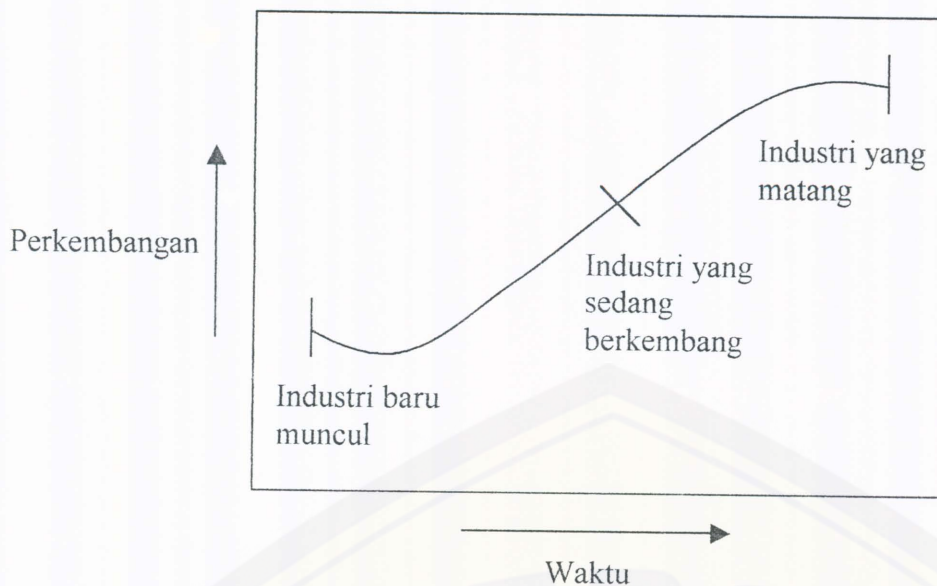 Industri yang
matang
Perkembangan
Industri yang
sedang
berkembang
Industri baru
muncul
Waktu